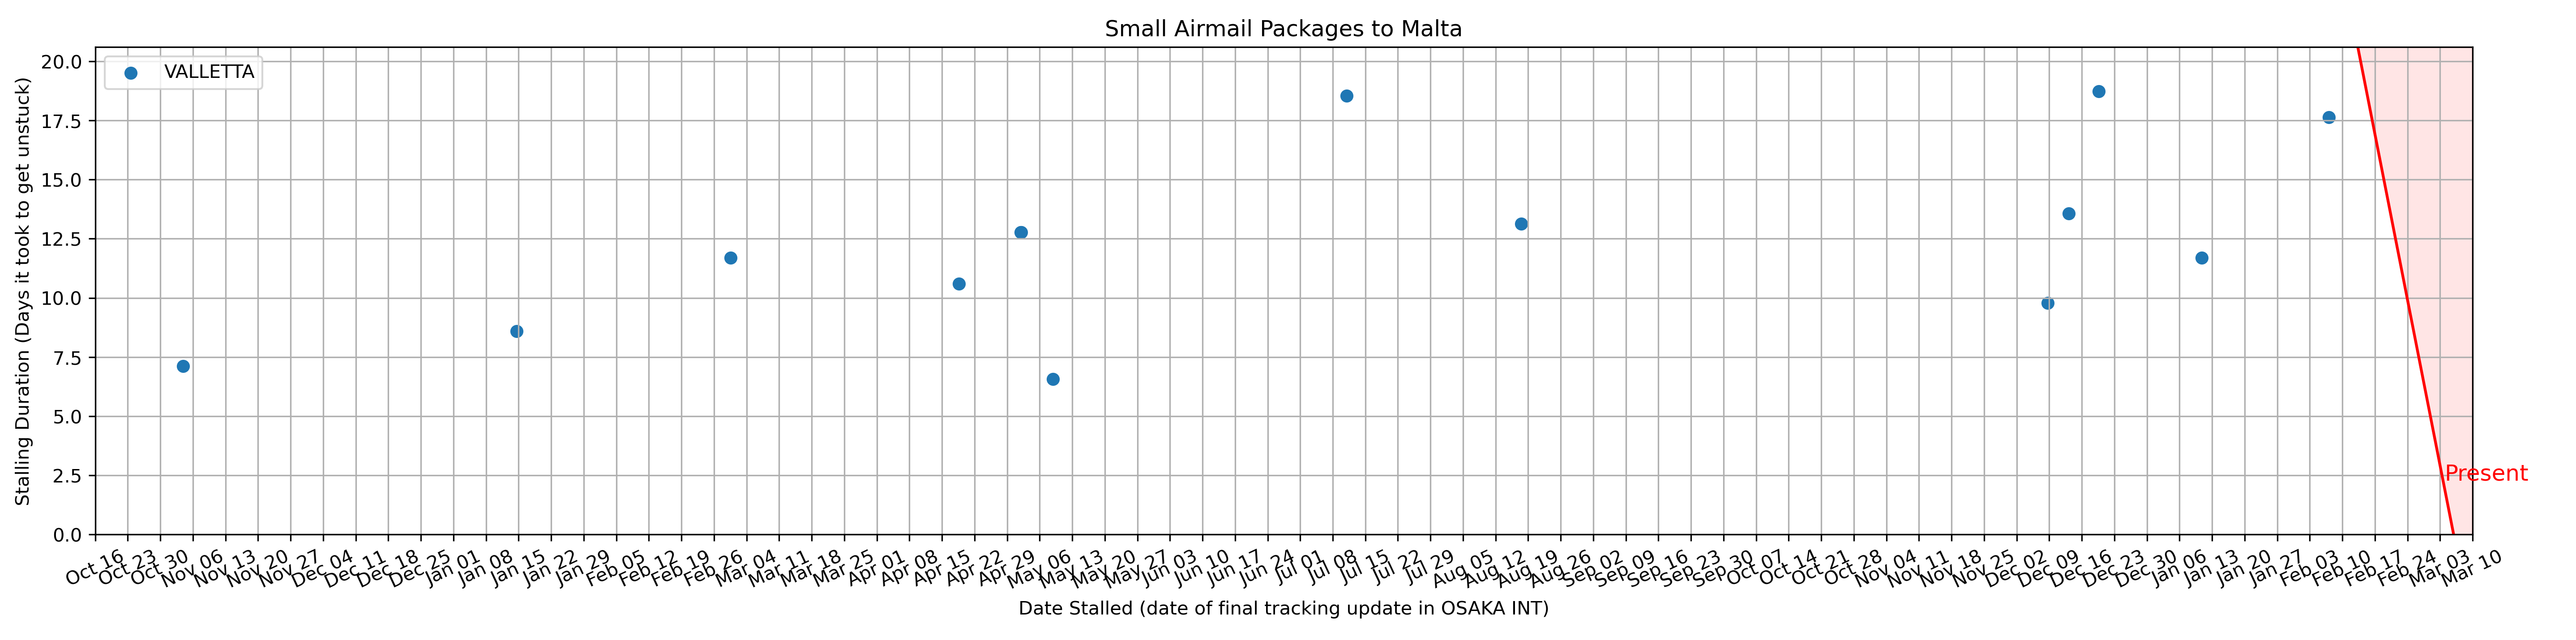 Small Airmail Packages to Malta
VALLETTA
Stalling Duration (Days it took to get unstuck)
20.0
17.5
15.0
12.5
10.0
7.5
5.0
2.5
0.0
Present
Oct 16
Oct 23
Oct 30
Nov 06
Nov 13
Nov 20
Nov 27
Dec 04
Dec 11
Dec 18
Dec 25
Jan 01
Jan 08
Jan 15
Jan 22
Jan 29
Feb 05
Feb 12
Feb 19
Feb 26
Mar 04
Mar 11
Mar 18
Mar 25
Apr 01
Apr 08
Apr 15
Apr 22
Apr 29
May 06
May 13
May 20
May 27
Jun 03
Jun 10
Jun 17
Jun 24
Jul 01
Jul 08
Jul 15
Jul 22
Jul 29
Aug 05
Aug 12
Aug 19
Aug 26
Sep 02
Sep 09
Sep 16
Sep 23
Sep 30
Oct 07
Oct 14
Oct 21
Oct 28
Nov 04
Nov 11
Nov 18
Nov 25
Dec 02
Dec 09
Dec 16
Dec 23
Dec 30
Jan 06
Jan 13
Jan 20
Jan 27
Feb 03
Feb 10
Feb 17
Feb 24
Mar 03
Mar 10
Date Stalled (date of final tracking update in OSAKA INT)